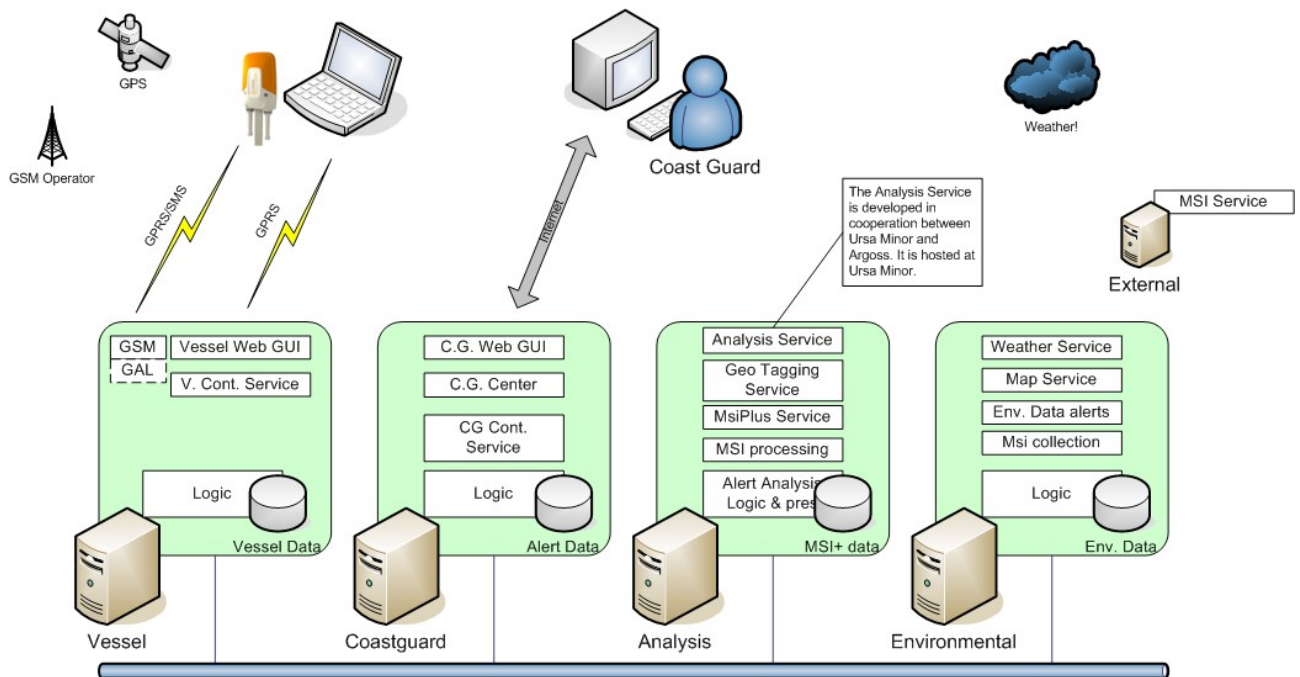 GPS
GSM Operator
GPRS/SMS
GPRS
Internet
Coast Guard
Weather!
The Analysis Service
is developed in
cooperation between
Ursa Minor and
Argoss. It is hosted at
Ursa Minor.
MSI Service
External
GSM
GAL
Vessel Web GUI
V. Cont. Service
Logic
Vessel Data
Vessel
C.G. Web GUI
C.G. Center
CG Cont.
Service
Logic
Alert Data
Coastguard
Analysis Service
Geo Tagging
Service
MsiPlus Service
MSI processing
Alert Analysis
Logic & pres
MSI+ data
Analysis
Weather Service
Map Service
Env. Data alerts
Msi collection
Logic
Env. Data
Environmental